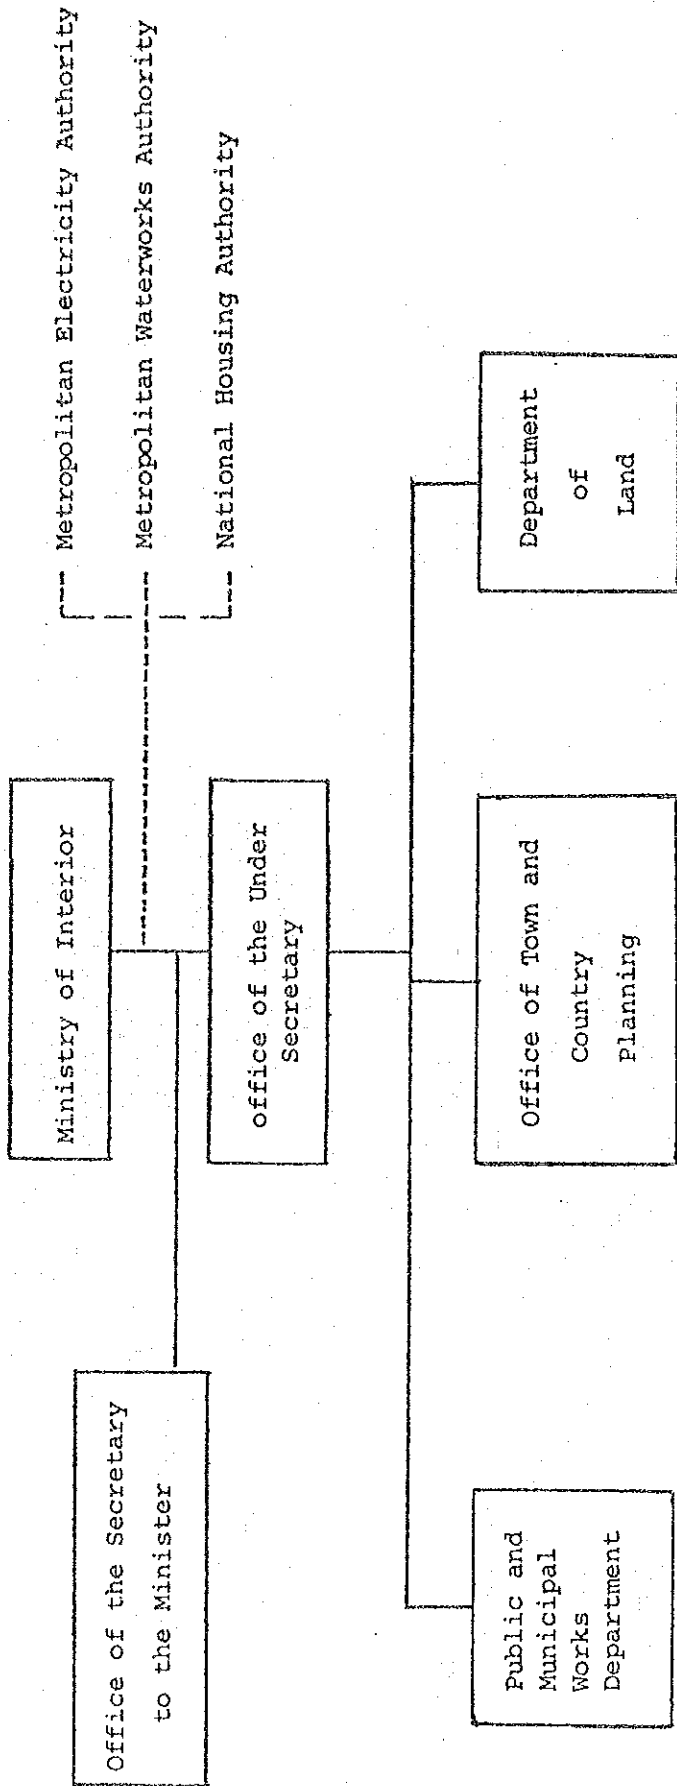 Ministry of Interior
Metropolitan Electricity Authority
Metropolitan Waterworks Authority
National Housing Authority
Office of the Secretary
to the Minister
office of the Under
Secretary
Public and
Municipal
Works
Department
Office of Town and
Country
Planning
Department
of
Land